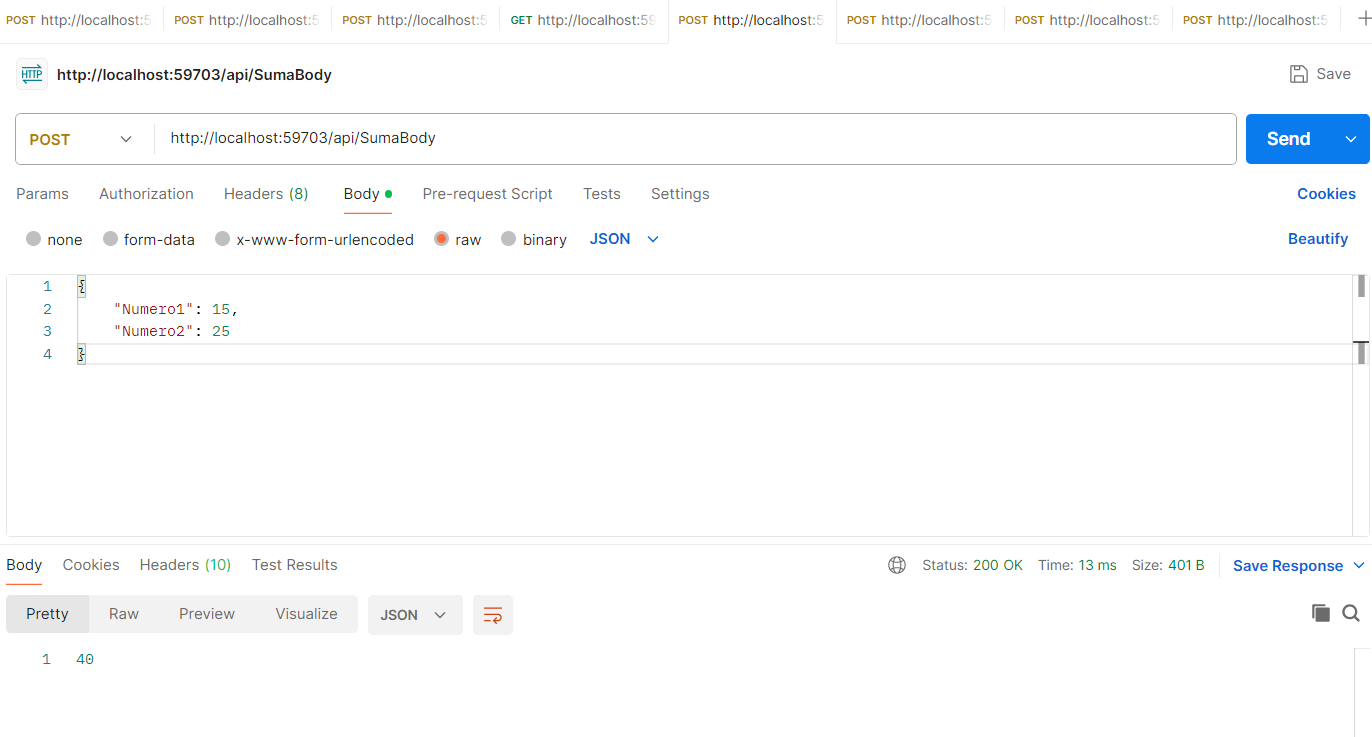 POST http://localhost:5 POST http://localhost:5 POST http://localhost:5 GET http://localhost:59 POST http://localhost:5 POST http://localhost:5 POST http://localhost:5 POST http://localhost:5
HTTP http://localhost:59703/api/SumaBody Save
POST http://localhost:59703/api/SumaBody Send
Params Authorization Headers (8) Body Pre-request Script Tests Settings Cookies
none form-data x-www-form-urlencoded raw binary JSON Beautify
1 {
2 "Numero1": 15,
3 "Numero2": 25
4 }
Body Cookies Headers (10) Test Results Status: 200 OK Time: 13 ms Size: 401 B Save Response
Pretty Raw Preview Visualize JSON
1 40